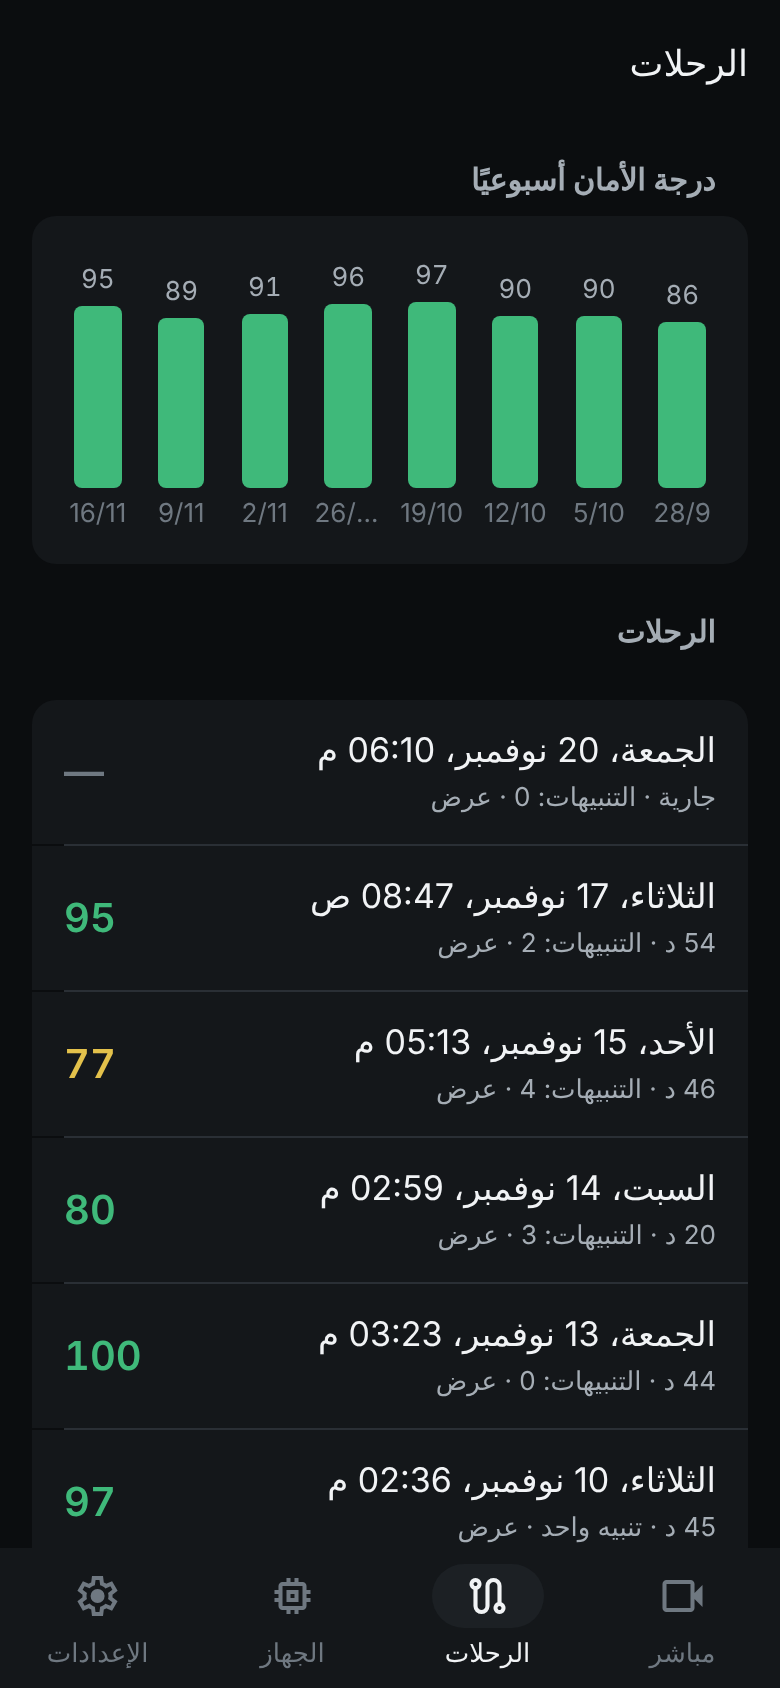 الرحلات
درجة الأمان أسبوعيًا
86 90 90 97 96 91 89 95
28/9 5/10 12/10 19/10 26/... 2/11 9/11 16/11
الرحلات
الجمعة، 20 نوفمبر، 06:10 م
جارية · التنبيهات: 0 · عرض
—
الثلاثاء، 17 نوفمبر، 08:47 ص
54 د · التنبيهات: 2 · عرض
95
الأحد، 15 نوفمبر، 05:13 م
46 د · التنبيهات: 4 · عرض
77
السبت، 14 نوفمبر، 02:59 م
20 د · التنبيهات: 3 · عرض
80
الجمعة، 13 نوفمبر، 03:23 م
44 د · التنبيهات: 0 · عرض
100
الثلاثاء، 10 نوفمبر، 02:36 م
45 د · تنبيه واحد · عرض
97
مباشر
الرحلات
الجهاز
الإعدادات